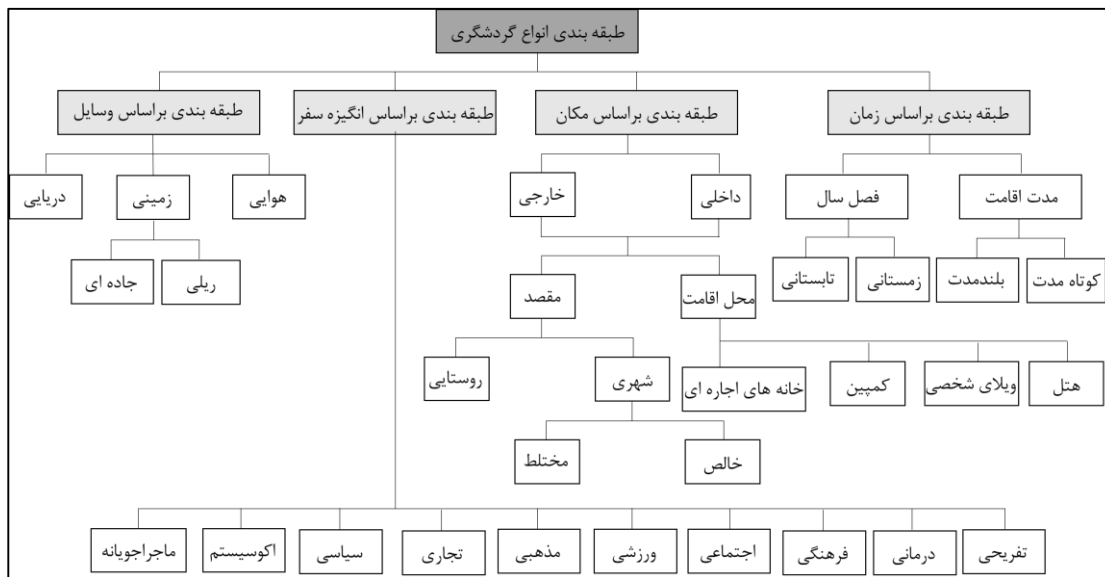 طبقه بندی انواع گردشگری
طبقه بندی براساس زمان
طبقه بندی براساس مکان
طبقه بندی براساس انگیزه سفر
طبقه بندی براساس وسایل
مدت اقامت
فصل سال
داخلی
خارجی
هوایی
زمینی
دریایی
کوتاه مدت
بلندمدت
زمستانی
تابستانی
محل اقامت
مقصد
ریلی
جاده ای
هتل
ویلای شخصی
کمپین
خانه های اجاره ای
شهری
روستایی
خالص
مختلط
تفریحی
درمانی
فرهنگی
اجتماعی
ورزشی
مذهبی
تجاری
سیاسی
اکوسیستم
ماجراجویانه